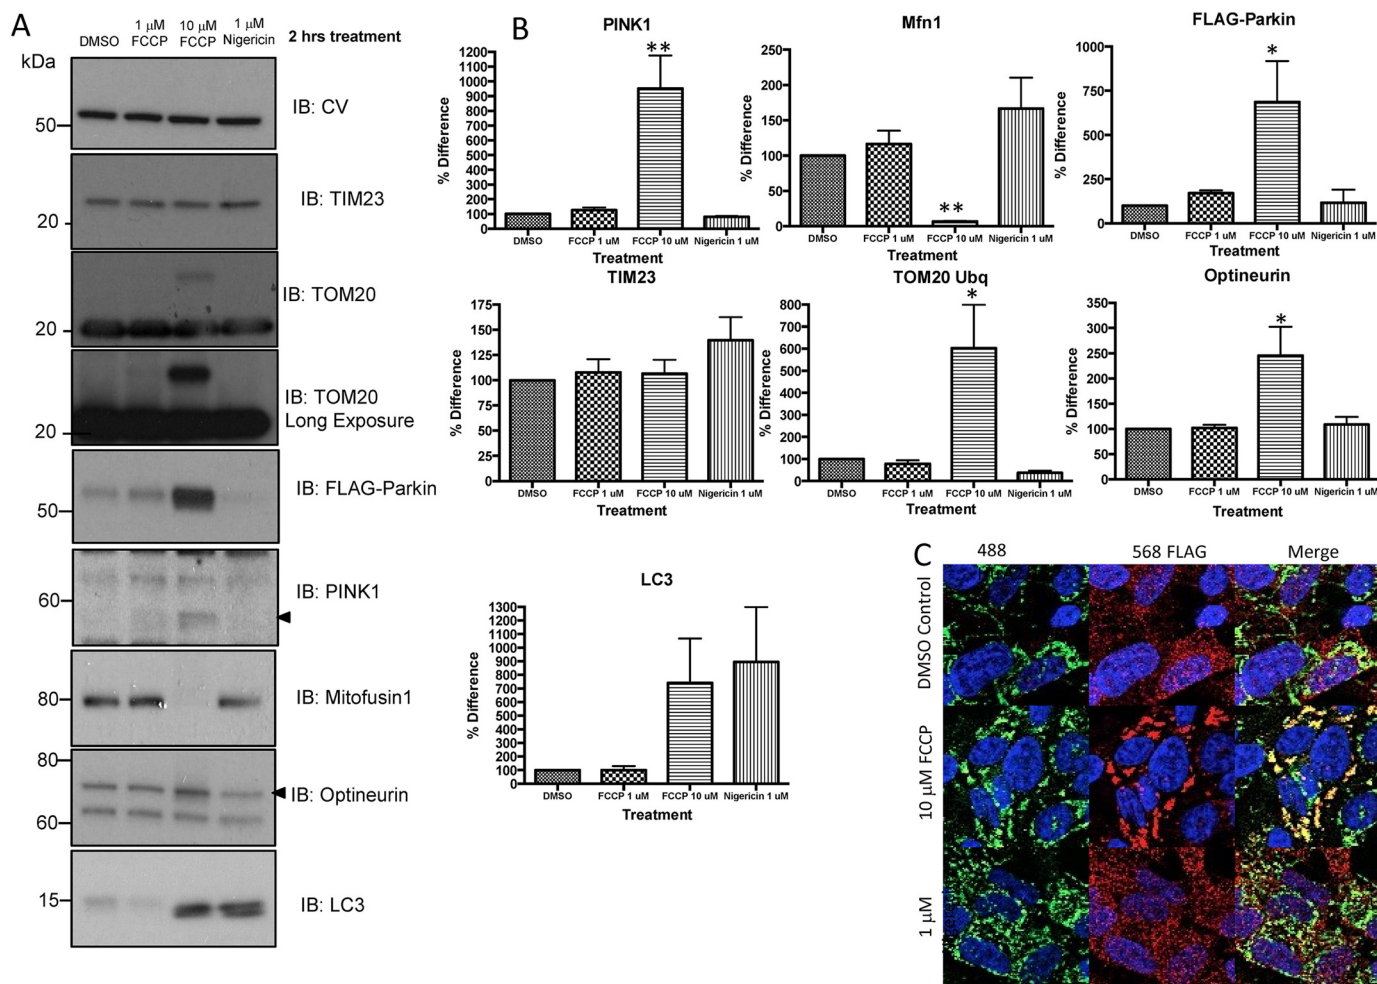 A
DMSO
1 µM
FCCP
10 µM
FCCP
1 µM
Nigericin
2 hrs treatment
kDa
50
IB: CV
20
IB: TIM23
20
IB: TOM20
20
IB: TOM20
Long Exposure
50
IB: FLAG-Parkin
60
IB: PINK1
80
IB: Mitofusin1
80
60
IB: Optineurin
15
IB: LC3
B
PINK1
% Difference
1200
1100
1000
900
800
700
600
500
400
300
200
100
0
DMSO FCCP 1 uM FCCP 10 uM Nigericin 1 uM
Treatment
**
Mfn1
% Difference
250
200
150
100
50
0
DMSO FCCP 1 uM FCCP 10 uM Nigericin 1 uM
Treatment
**
FLAG-Parkin
% Difference
1000
750
500
250
0
DMSO FCCP 1 uM FCCP 10 uM Nigericin 1 uM
Treatment
*
TIM23
% Difference
175
150
125
100
75
50
25
0
DMSO FCCP 1 uM FCCP 10 uM Nigericin 1 uM
Treatment
TOM20 Ubq
% Difference
800
700
600
500
400
300
200
100
0
DMSO FCCP 1 uM FCCP 10 uM Nigericin 1 uM
Treatment
*
Optineurin
% Difference
350
300
250
200
150
100
50
0
DMSO FCCP 1 uM FCCP 10 uM Nigericin 1 uM
Treatment
*
LC3
% Difference
1300
1200
1100
1000
900
800
700
600
500
400
300
200
100
DMSO FCCP 1 uM FCCP 10 uM Nigericin 1 uM
Treatment
C
488 568 FLAG Merge
DMSO Control
10 µM FCCP
1 µM